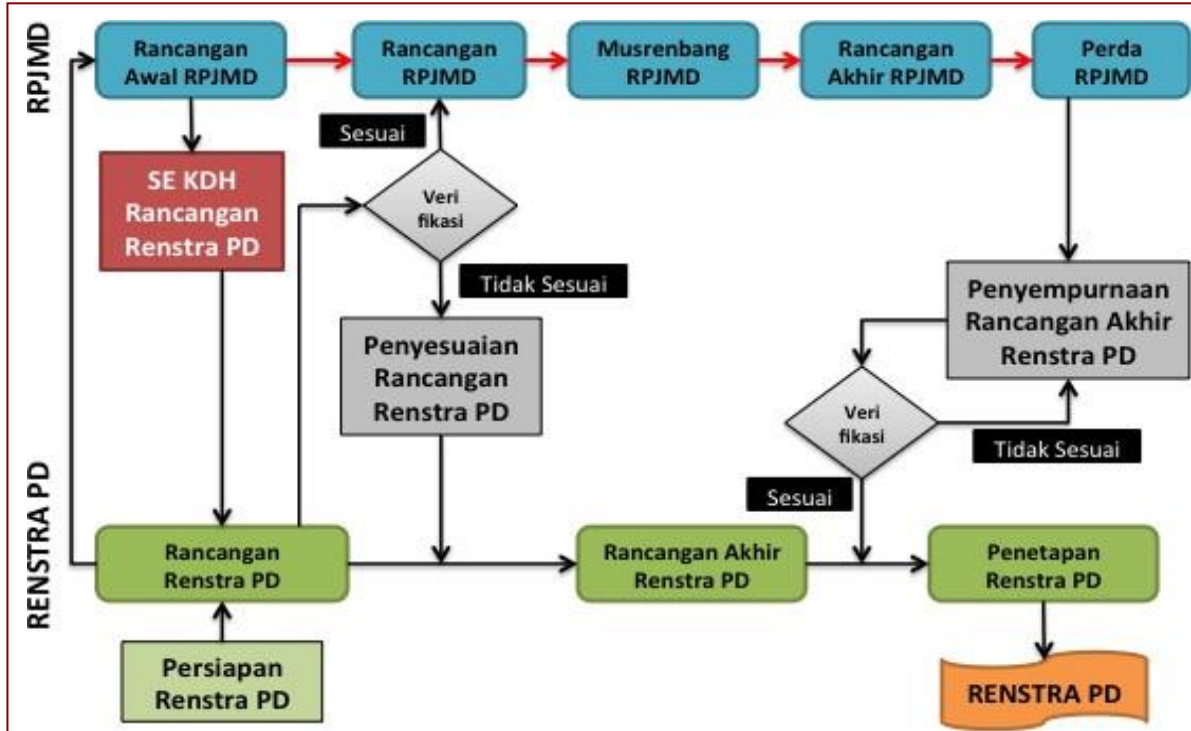 RPJMD
Rancangan
Awal RPJMD
Rancangan
RPJMD
Musrenbang
RPJMD
Rancangan
Akhir RPJMD
Perda
RPJMD
Sesuai
SE KDH
Rancangan
Renstra PD
Veri
fikasi
Tidak Sesuai
Penyesuaian
Rancangan
Renstra PD
Penyempurnaan
Rancangan Akhir
Renstra PD
Veri
fikasi
Tidak Sesuai
Sesuai
RENSTRA PD
Rancangan
Renstra PD
Rancangan Akhir
Renstra PD
Penetapan
Renstra PD
Persiapan
Renstra PD
RENSTRA PD